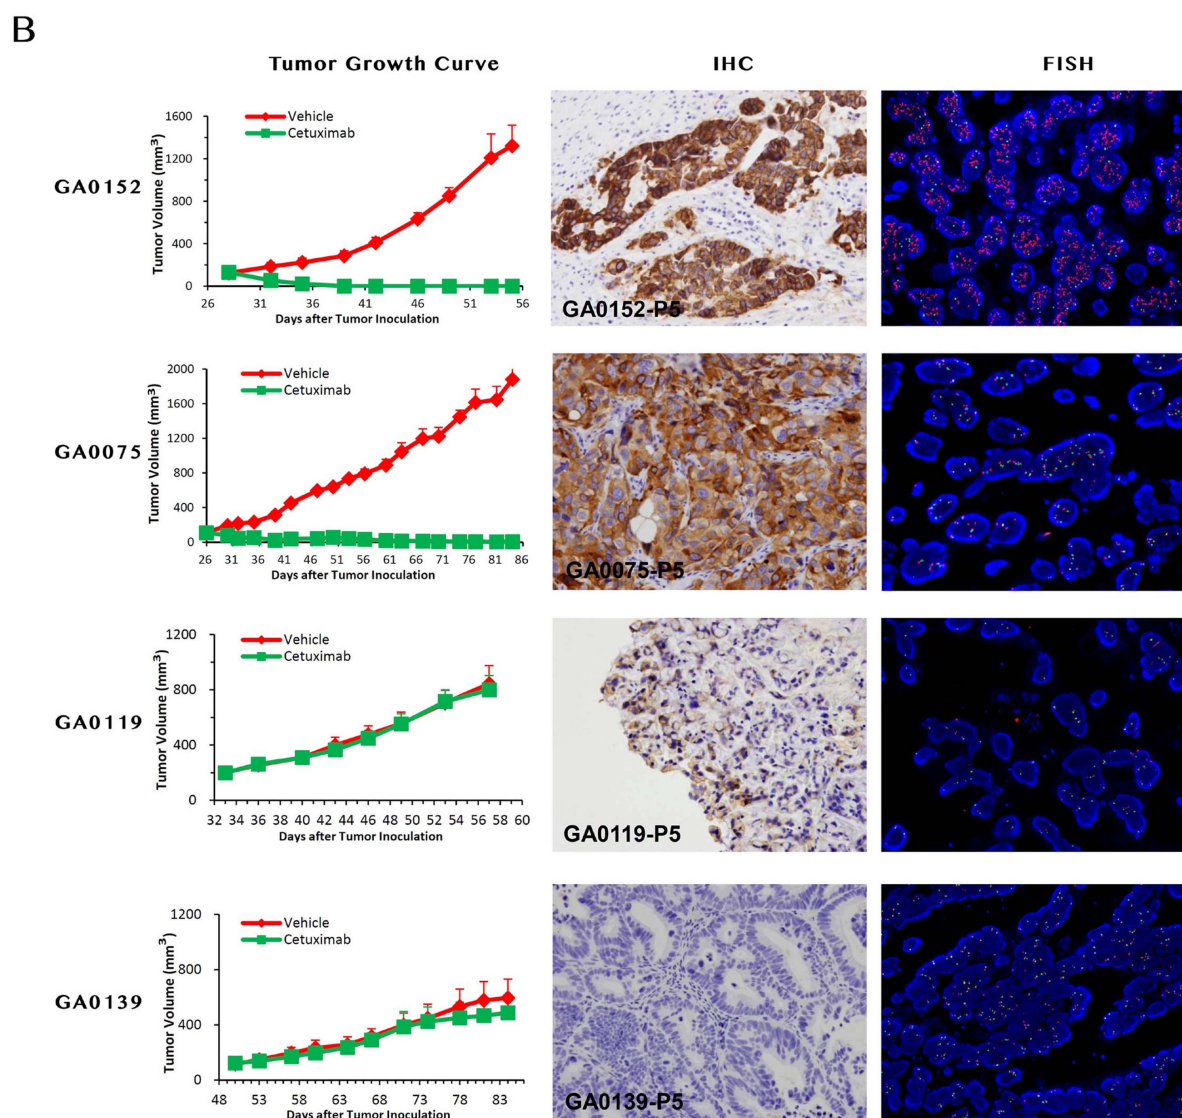 B
Tumor Growth Curve IHC FISH
GA0152
Tumor Volume (mm³)
1600
1200
800
400
0
Vehicle
Cetuximab
26 31 36 41 46 51 56
Days after Tumor Inoculation
GA0152-P5
GA0075
Tumor Volume (mm³)
2000
1600
1200
800
400
0
Vehicle
Cetuximab
26 31 36 41 46 51 56 61 66 71 76 81 86
Days after Tumor Inoculation
GA0075-P5
GA0119
Tumor Volume (mm³)
1200
800
400
0
Vehicle
Cetuximab
32 34 36 38 40 42 44 46 48 50 52 54 56 58 60
Days after Tumor Inoculation
GA0119-P5
GA0139
Tumor Volume (mm³)
1200
800
400
0
Vehicle
Cetuximab
48 53 58 63 68 73 78 83
Days after Tumor Inoculation
GA0139-P5